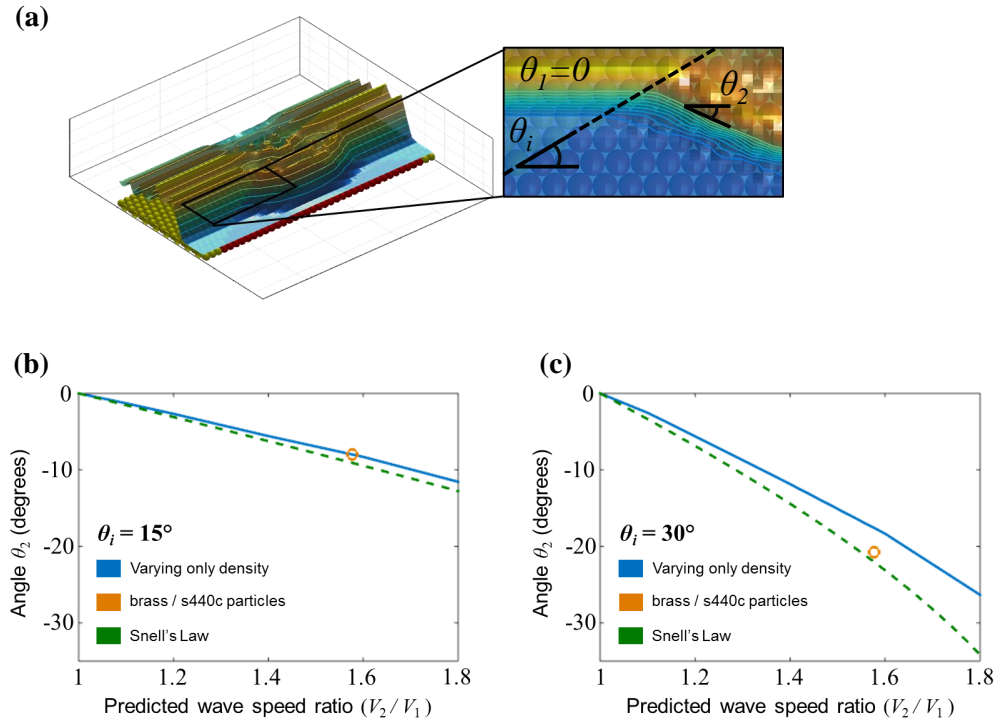 (a)
θ1=0
θ2
θi
(b)
0
-10
-20
-30
Angle θ2 (degrees)
θi = 15°
Varying only density
brass / s440c particles
Snell's Law
1
1.2
1.4
1.6
1.8
Predicted wave speed ratio (V2 / V1)
(c)
0
-10
-20
-30
Angle θ2 (degrees)
θi = 30°
Varying only density
brass / s440c particles
Snell's Law
1
1.2
1.4
1.6
1.8
Predicted wave speed ratio (V2 / V1)